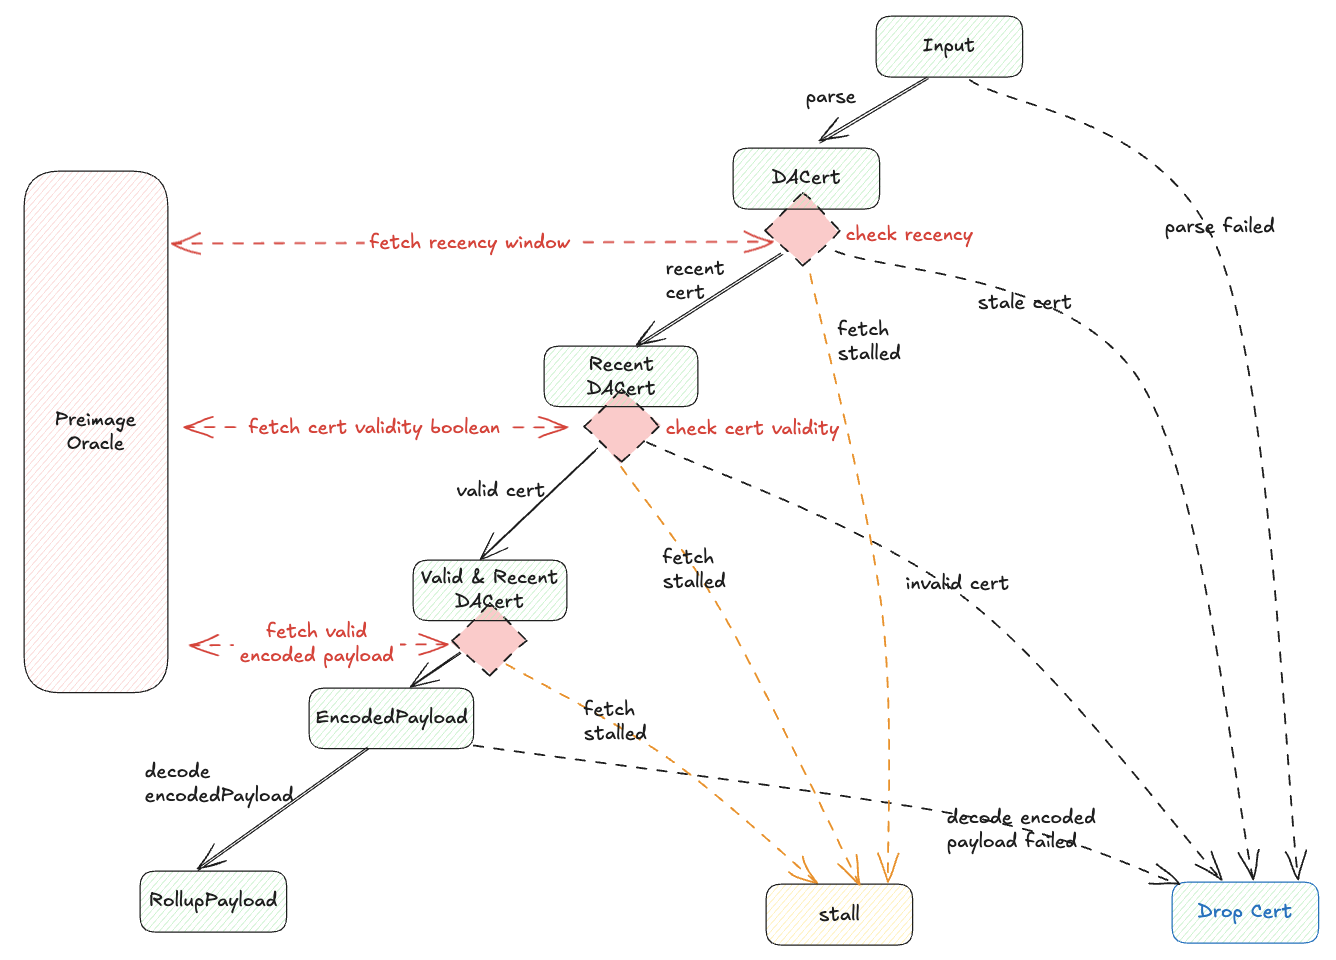 Input
parse
DACert
parse failed
fetch recency window
check recency
recent
cert
stale cert
fetch
stalled
Recent
DACert
Preimage
Oracle
fetch cert validity boolean
check cert validity
valid cert
fetch
stalled
Valid & Recent
DACert
invalid cert
fetch valid
encoded payload
EncodedPayload
fetch
stalled
decode
encodedPayload
decode encoded
payload failed
RollupPayload
stall
Drop Cert